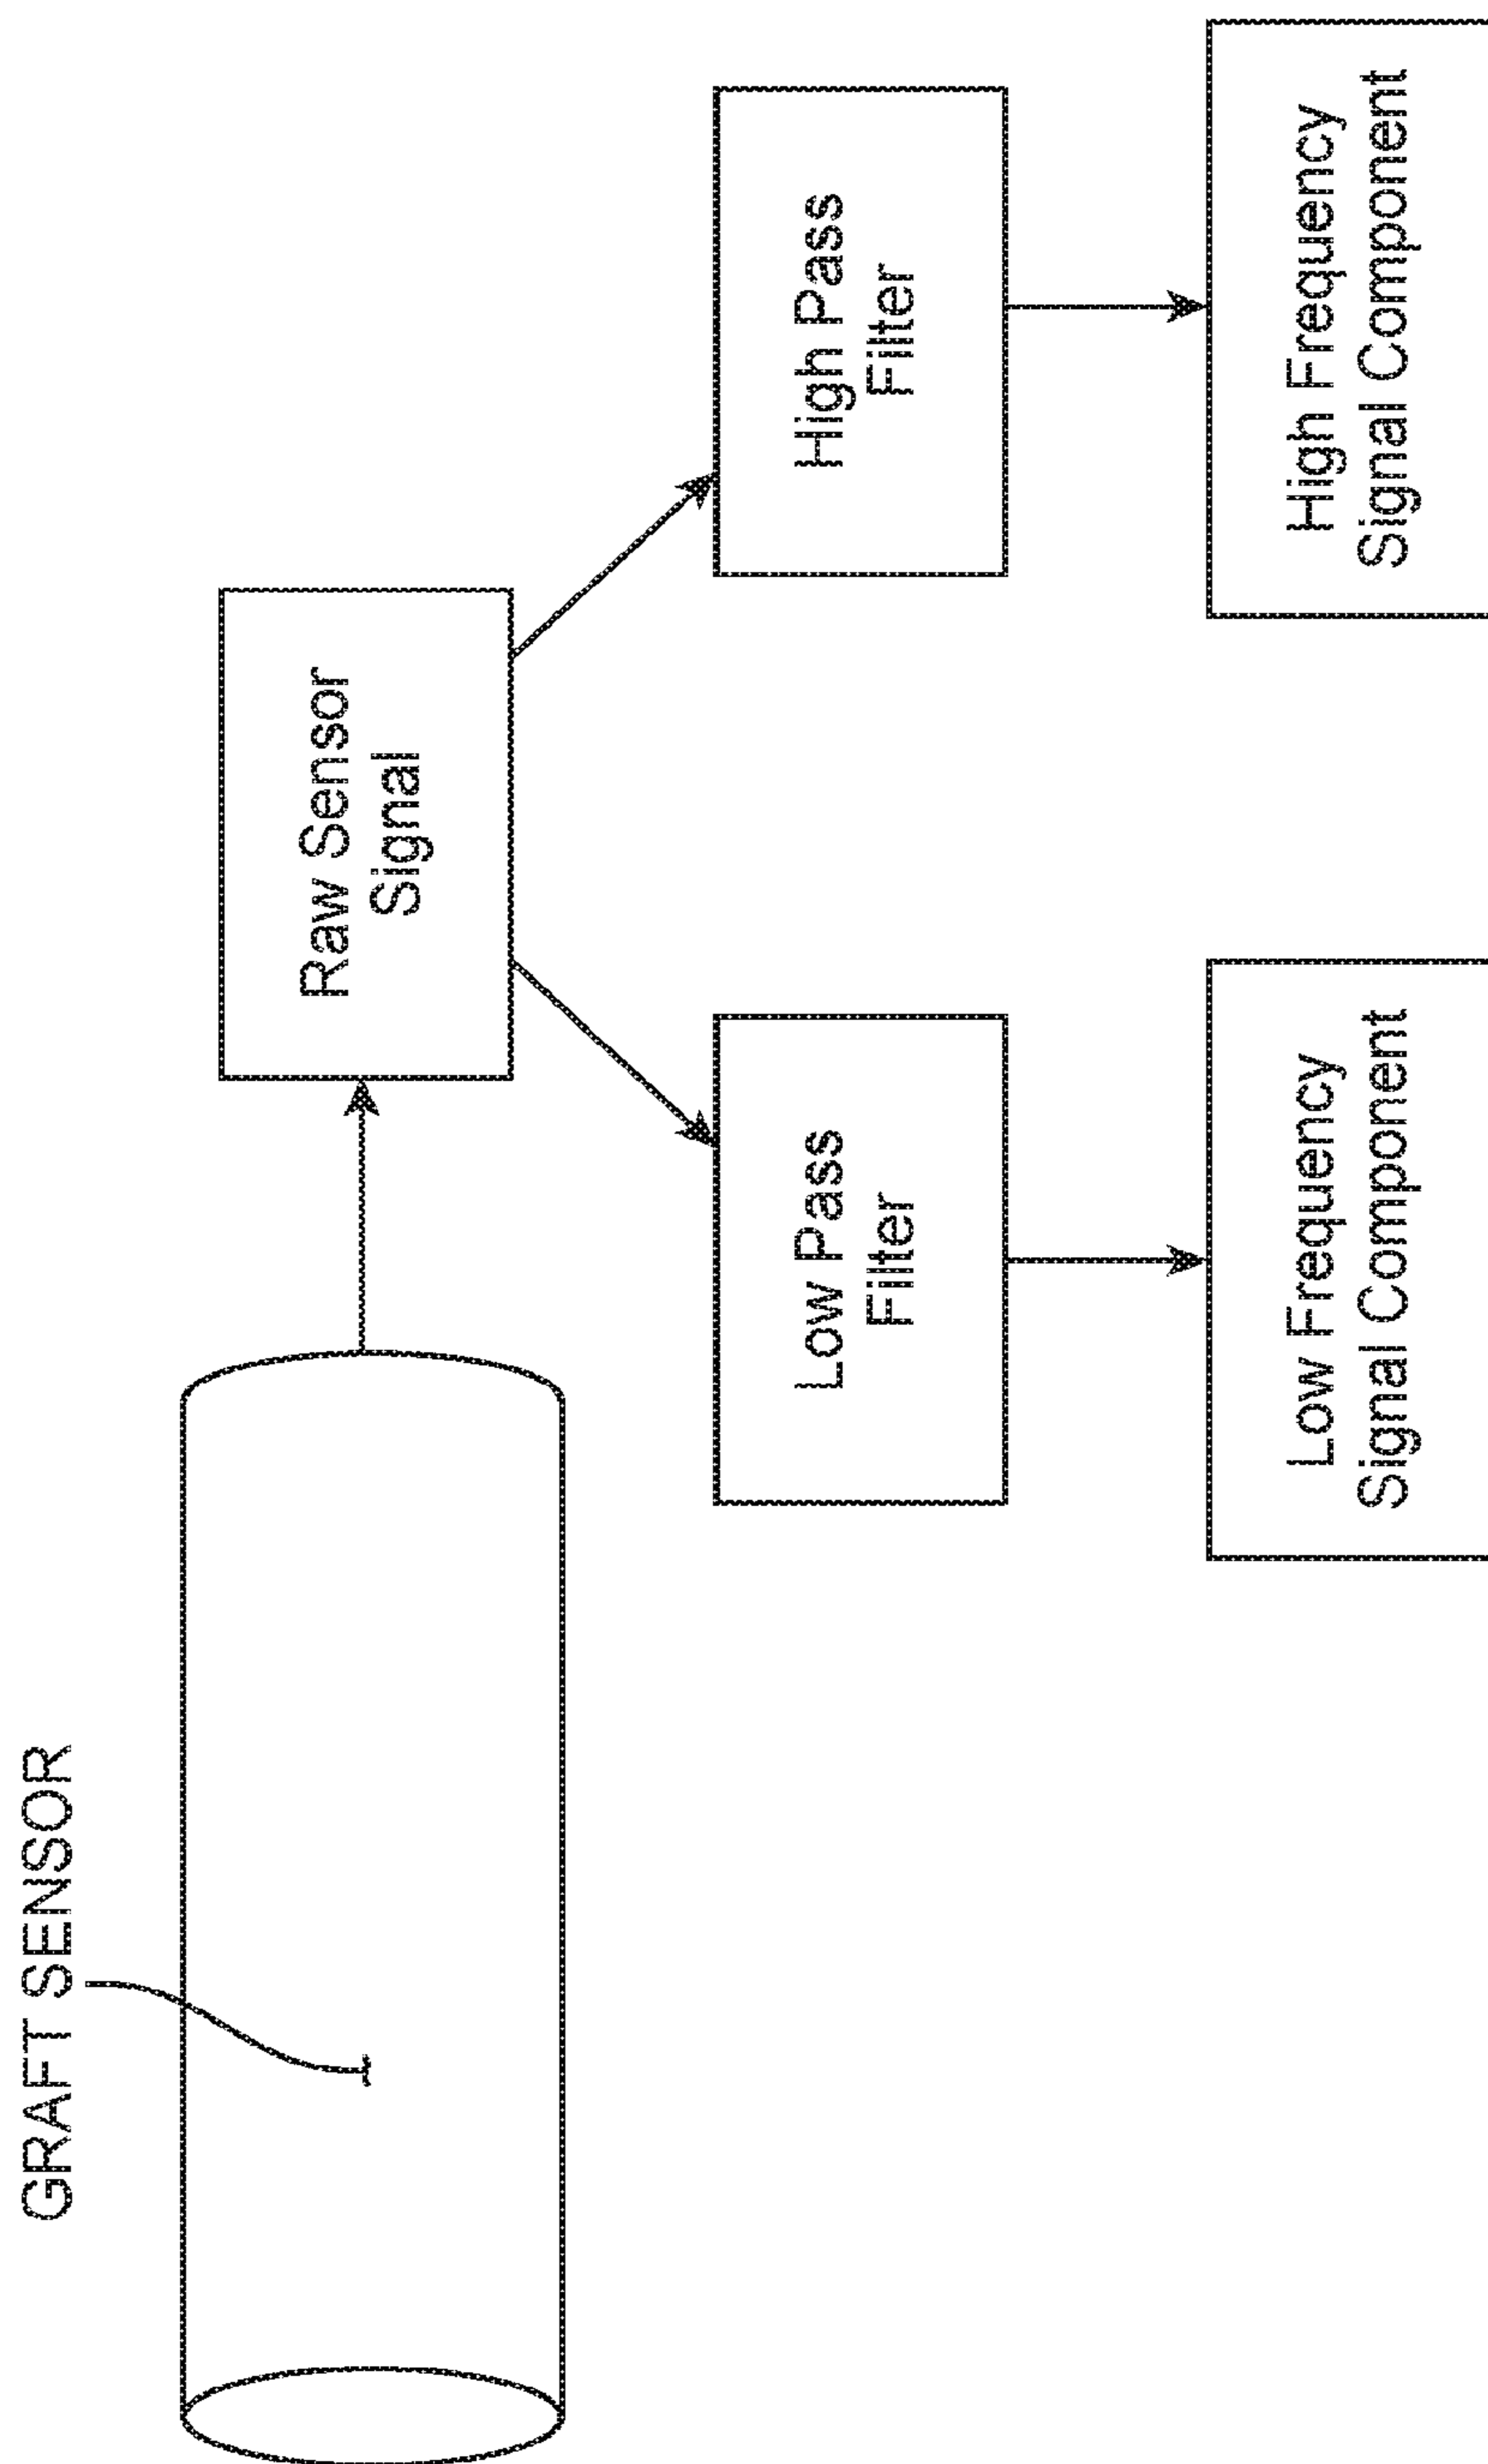 GRAFT SENSOR
Raw Sensor
Signal
Low Pass
Filter
High Pass
Filter
Low Frequency
Signal Component
High Frequency
Signal Component